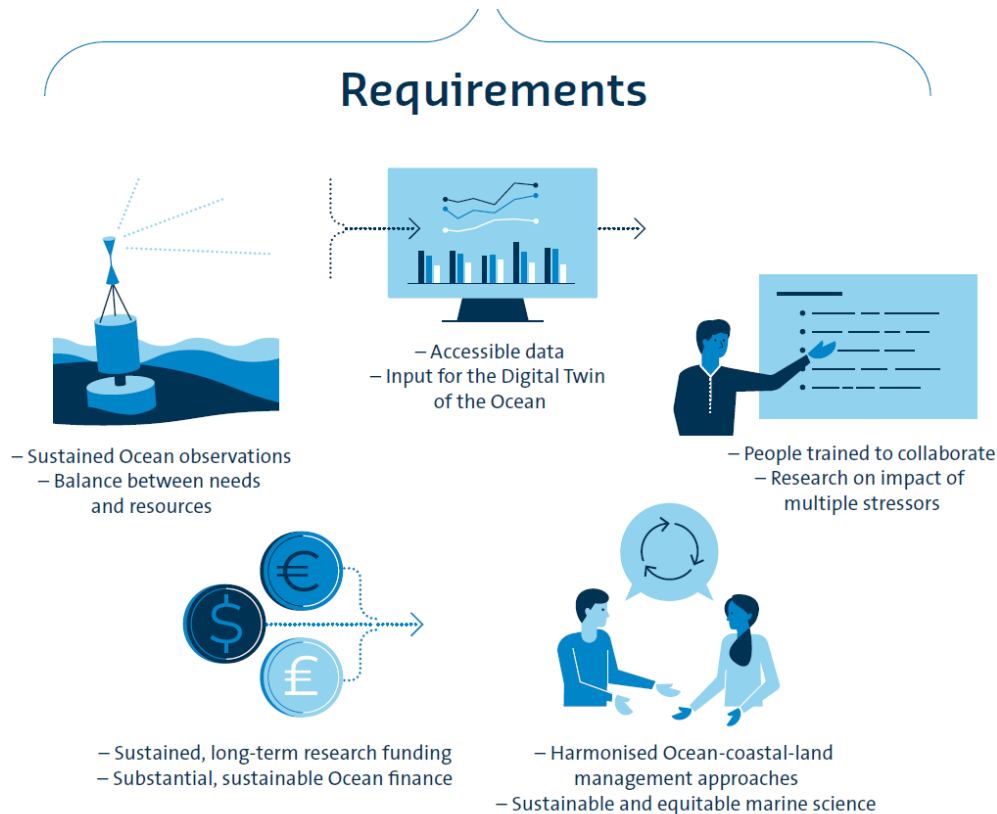 Requirements
– Accessible data
– Input for the Digital Twin
of the Ocean
– Sustained Ocean observations
– Balance between needs
and resources
– People trained to collaborate
– Research on impact of
multiple stressors
€
$
£
– Sustained, long-term research funding
– Substantial, sustainable Ocean finance
– Harmonised Ocean-coastal-land
management approaches
– Sustainable and equitable marine science